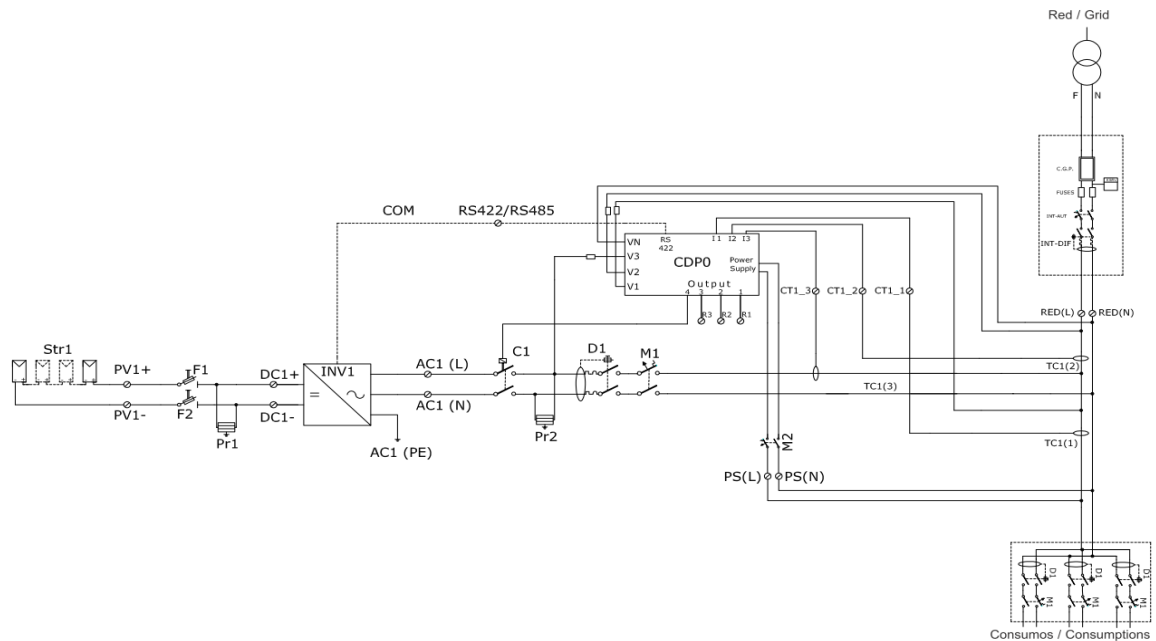 Red / Grid
F N
C.G.P.
FUSES
INT-AUT
INT-DIF
COM RS422/RS485
RS
422
I1 I2 I3
VN
V3
V2
V1
CDP0
Power
Supply
Output
4 3 2 1
R3 R2 R1
CT1_3 CT1_2 CT1_1
RED(L) RED(N)
Str1
PV1+
F1
DC1+
INV1
=
AC1 (L)
C1
D1
M1
TC1(2)
TC1(3)
PV1-
F2
DC1-
AC1 (N)
Pr1
Pr2
AC1 (PE)
M2
TC1(1)
PS(L) PS(N)
D1 D1 D1
M1 M1 M1
Consumos / Consumptions